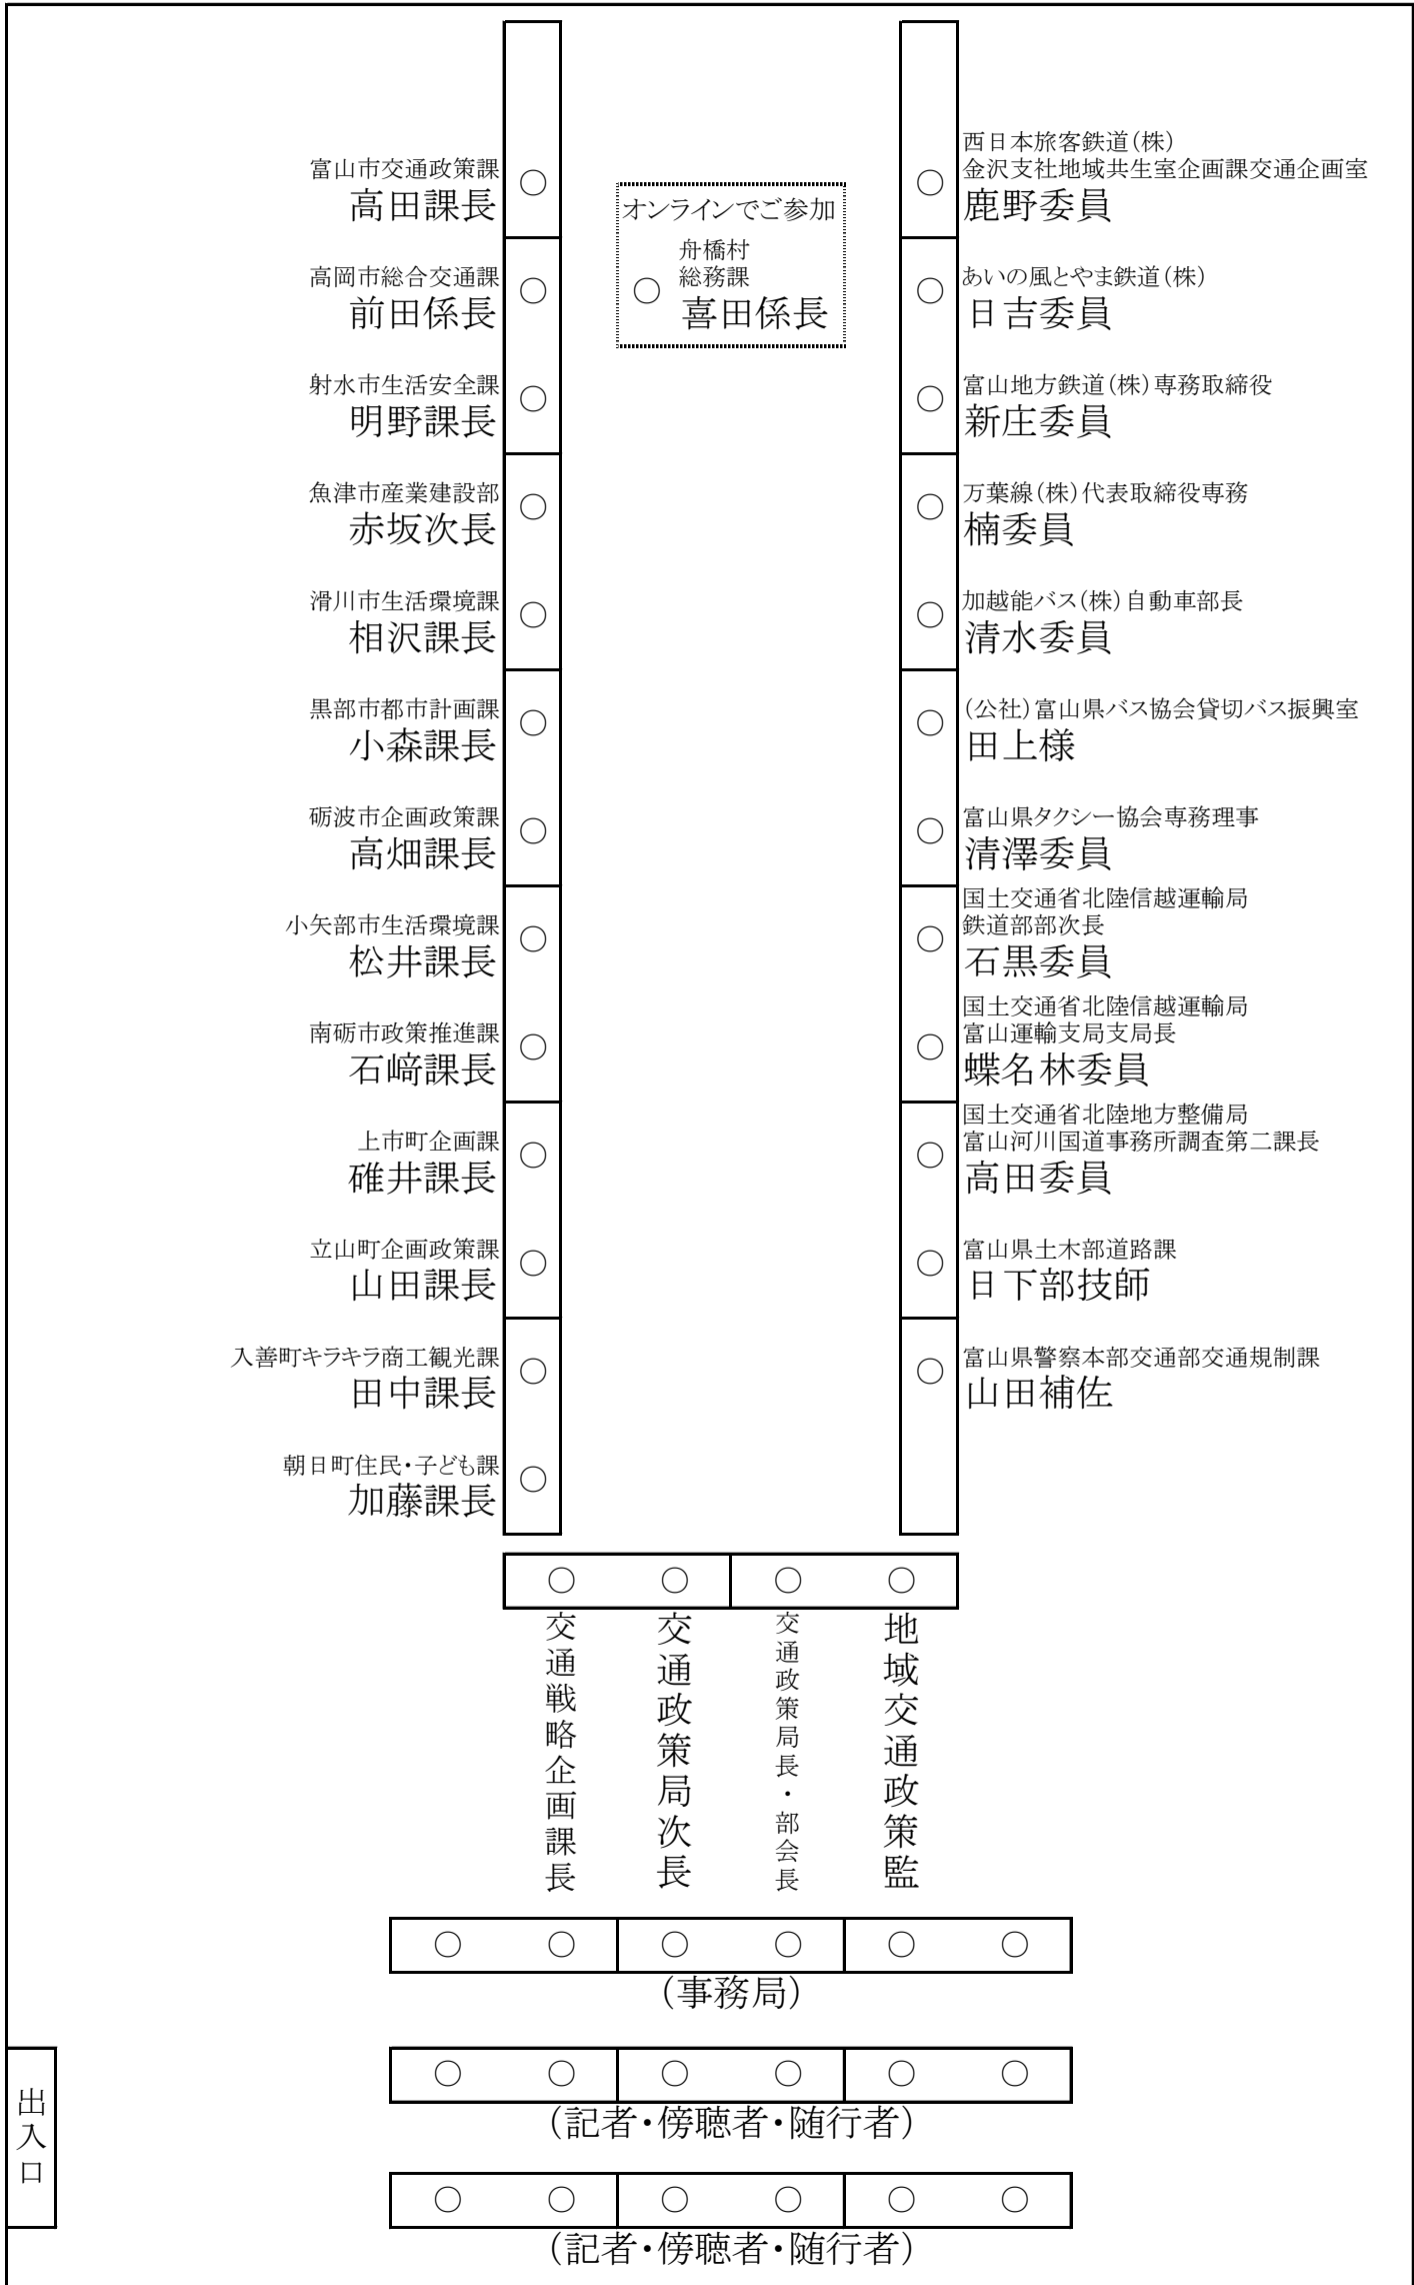 富山市交通政策課
高田課長
高岡市総合交通課
前田係長
射水市生活安全課
明野課長
魚津市産業建設部
赤坂次長
滑川市生活環境課
相沢課長
黒部市都市計画課
小森課長
砺波市企画政策課
高畑課長
小矢部市生活環境課
松井課長
南砺市政策推進課
石﨑課長
上市町企画課
碓井課長
立山町企画政策課
山田課長
入善町キラキラ商工観光課
田中課長
朝日町住民・子ども課
加藤課長
オンラインでご参加
舟橋村
総務課
喜田係長
西日本旅客鉄道(株)
金沢支社地域共生室企画課交通企画室
鹿野委員
あいの風とやま鉄道(株)
日吉委員
富山地方鉄道(株)専務取締役
新庄委員
万葉線(株)代表取締役専務
楠委員
加越能バス(株)自動車部長
清水委員
(公社)富山県バス協会貸切バス振興室
田上様
富山県タクシー協会専務理事
清澤委員
国土交通省北陸信越運輸局
鉄道部部次長
石黒委員
国土交通省北陸信越運輸局
富山運輸支局支局長
蝶名林委員
国土交通省北陸地方整備局
富山河川国道事務所調査第二課長
高田委員
富山県土木部道路課
日下部技師
富山県警察本部交通部交通規制課
山田補佐
交通戦略企画課長
交通政策局次長
交通政策局長・部会長
地域交通政策監
(事務局)
(記者・傍聴者・随行者)
(記者・傍聴者・随行者)
出入口